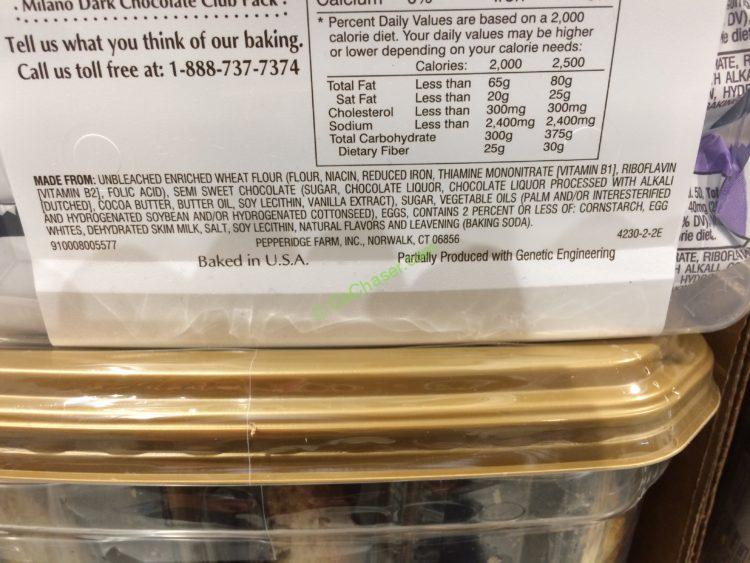 Milano Dark Chocolate Club Pack
Tell us what you think of our baking.
Call us toll free at: 1-888-737-7374
* Percent Daily Values are based on a 2,000
calorie diet. Your daily values may be higher
or lower depending on your calorie needs:
Calories: 2,000 2,500
Total Fat Less than 65g 80g
Sat Fat Less than 20g 25g
Cholesterol Less than 300mg 300mg
Sodium Less than 2,400mg 2,400mg
Total Carbohydrate 300g 375g
Dietary Fiber 25g 30g
MADE FROM: UNBLEACHED ENRICHED WHEAT FLOUR (FLOUR, NIACIN, REDUCED IRON, THIAMINE MONONITRATE [VITAMIN B1], RIBOFLAVIN
[VITAMIN B2], FOLIC ACID), SEMI SWEET CHOCOLATE (SUGAR, CHOCOLATE LIQUOR, CHOCOLATE LIQUOR PROCESSED WITH ALKALI
[DUTCHED], COCOA BUTTER, BUTTER OIL, SOY LECITHIN, VANILLA EXTRACT), SUGAR, VEGETABLE OILS (PALM AND/OR INTERESTERIFIED
AND HYDROGENATED SOYBEAN AND/OR HYDROGENATED COTTONSEED), EGGS, CONTAINS 2 PERCENT OR LESS OF: CORNSTARCH, EGG
WHITES, DEHYDRATED SKIM MILK, SALT, SOY LECITHIN, NATURAL FLAVORS AND LEAVENING (BAKING SODA).
910008005577 PEPPERIDGE FARM, INC., NORWALK, CT 06856 4230-2-2E
Baked in U.S.A. Partially Produced with Genetic Engineering
© CoChaser.com